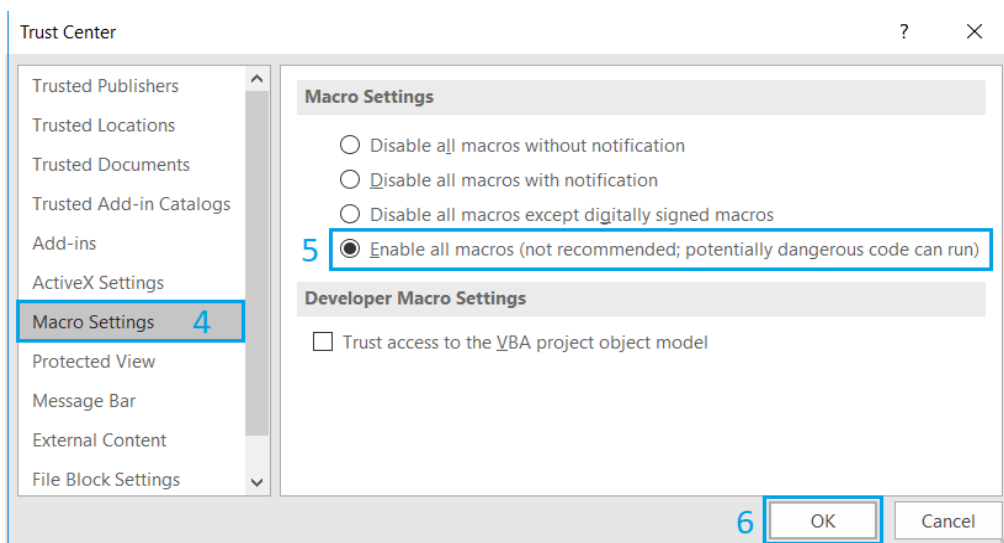 Trust Center
?
Trusted Publishers
Trusted Locations
Trusted Documents
Trusted Add-in Catalogs
Add-ins
ActiveX Settings
Macro Settings 4
Protected View
Message Bar
External Content
File Block Settings
Macro Settings
Disable all macros without notification
Disable all macros with notification
Disable all macros except digitally signed macros
5 Enable all macros (not recommended; potentially dangerous code can run)
Developer Macro Settings
Trust access to the VBA project object model
6 OK Cancel